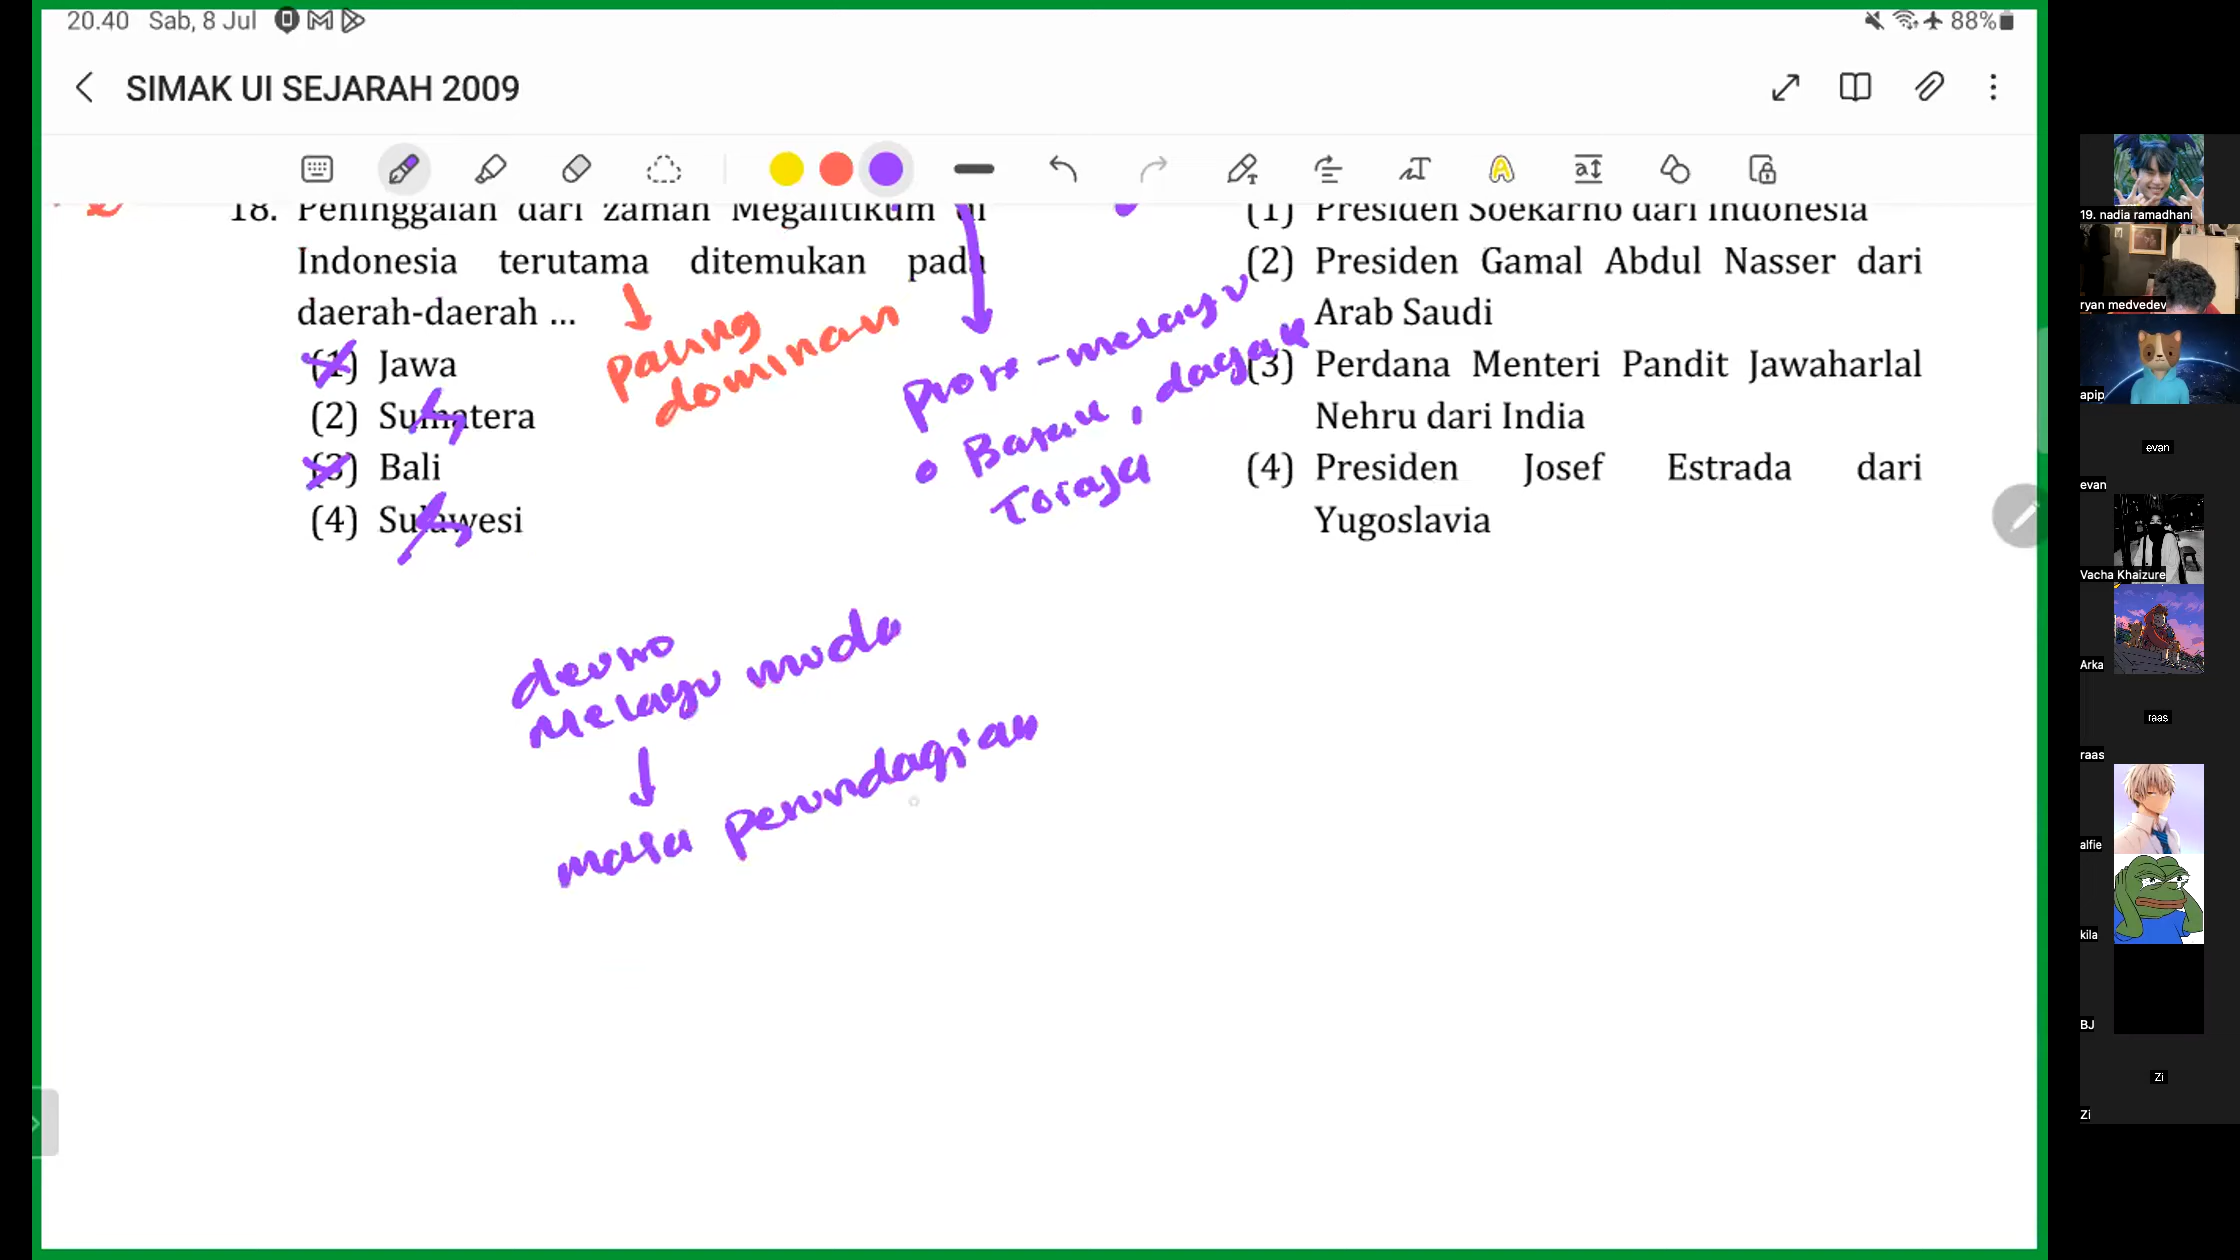 20.40 Sab, 8 Jul
88%
SIMAK UI SEJARAH 2009
18. Peninggalan dari zaman Megalitikum di
Indonesia terutama ditemukan pada
daerah-daerah ...
(1) Jawa
(2) Sumatera
(3) Bali
(4) Sulawesi
paling
dominan
proto-melayu
Batak, dayak
Toraja
(1) Presiden Soekarno dari Indonesia
(2) Presiden Gamal Abdul Nasser dari
Arab Saudi
(3) Perdana Menteri Pandit Jawaharlal
Nehru dari India
(4) Presiden Josef Estrada dari
Yugoslavia
deutro
Melayu muda
masa perundagian
19. nadia ramadhani
ryan medvedev
apip
evan
evan
Vacha Khaizure
Arka
raas
raas
alfie
kila
BJ
Zi
Zi